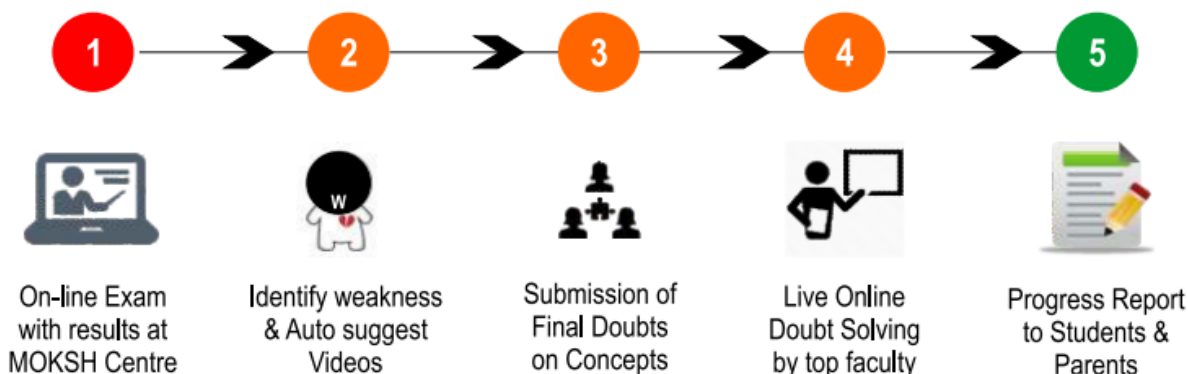 1
2
3
4
5
W
On-line Exam
with results at
MOKSH Centre
Identify weakness
& Auto suggest
Videos
Submission of
Final Doubts
on Concepts
Live Online
Doubt Solving
by top faculty
Progress Report
to Students &
Parents